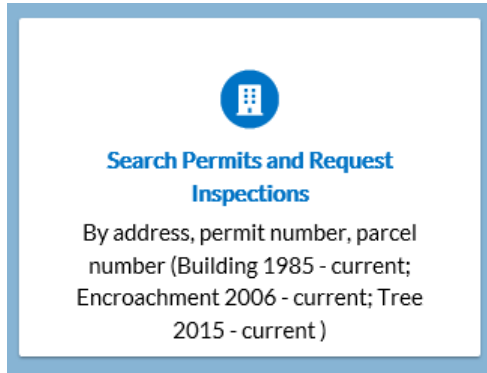 Search Permits and Request
Inspections
By address, permit number, parcel
number (Building 1985 - current;
Encroachment 2006 - current; Tree
2015 - current )